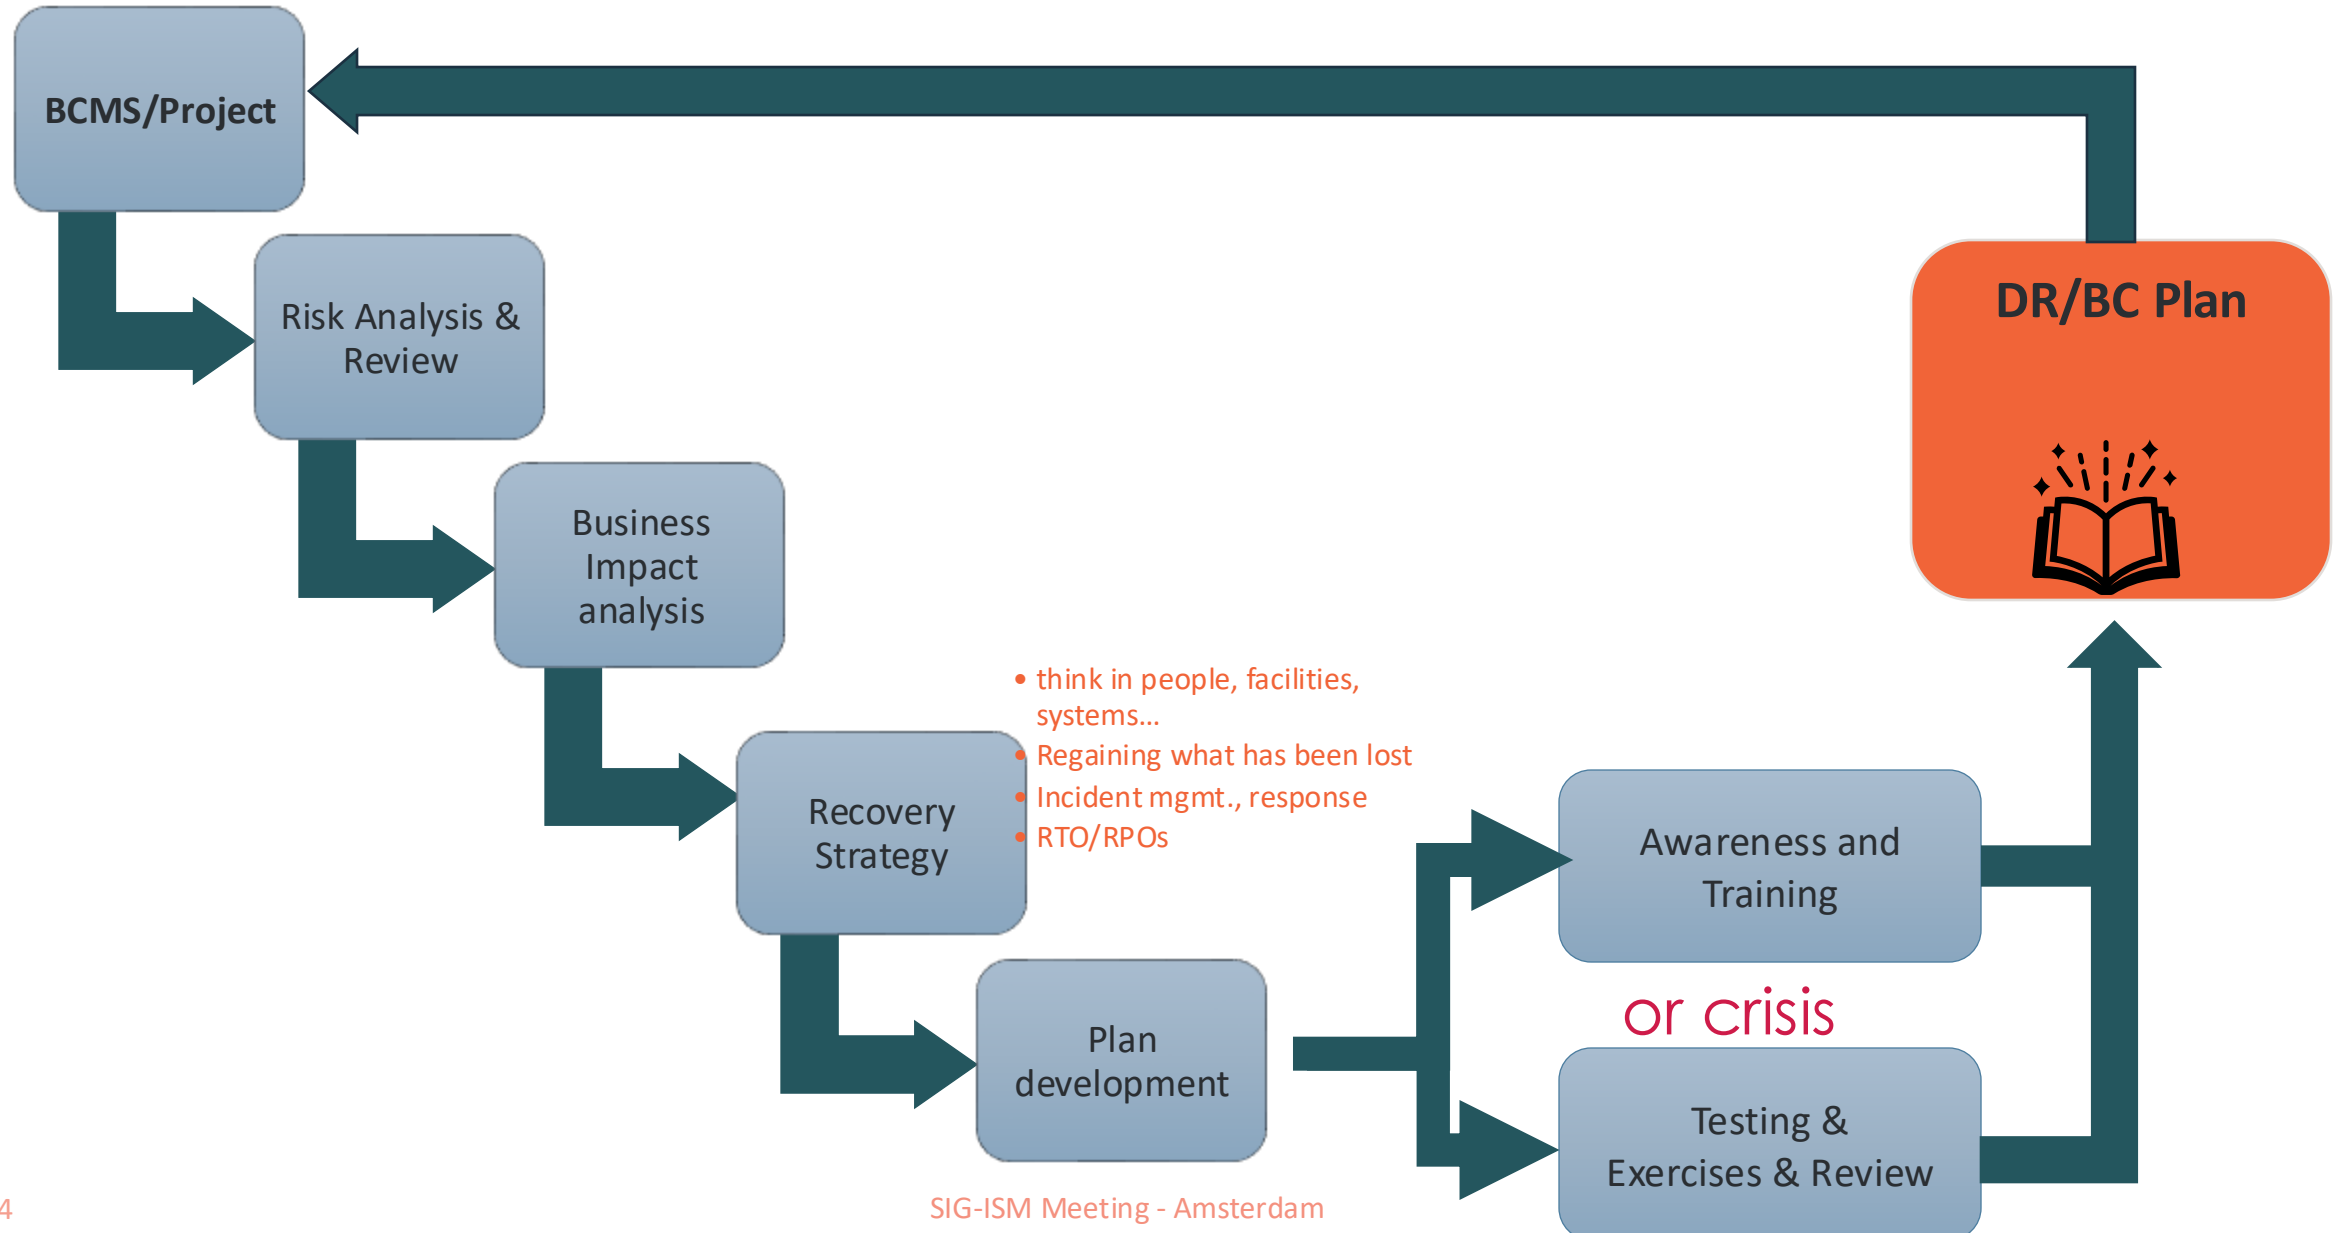 BCMS/Project
Risk Analysis &
Review
Business
Impact
analysis
• think in people, facilities,
systems...
• Regaining what has been lost
• Incident mgmt., response
• RTO/RPOs
Recovery
Strategy
Plan
development
Awareness and
Training
or crisis
Testing &
Exercises & Review
DR/BC Plan
4
SIG-ISM Meeting - Amsterdam